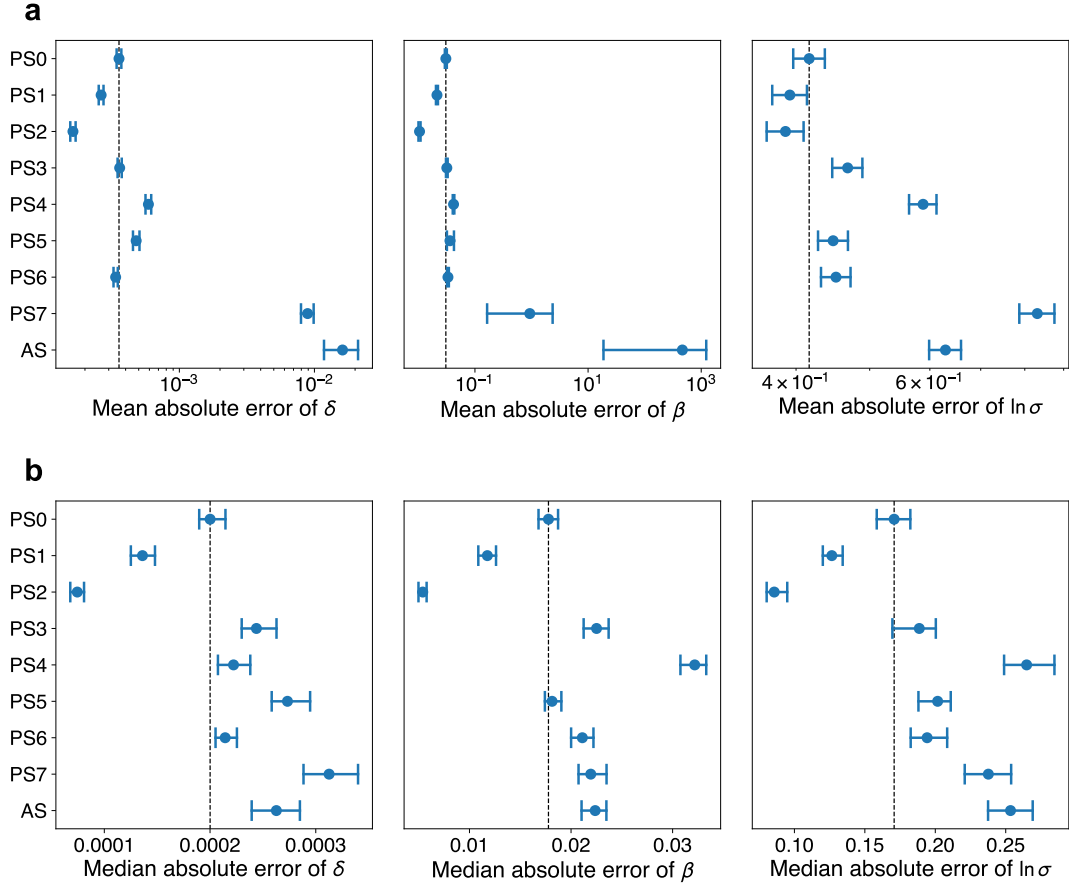 a
PS0
PS1
PS2
PS3
PS4
PS5
PS6
PS7
AS
10⁻³ 10⁻²
Mean absolute error of δ
10⁻¹ 10¹ 10³
Mean absolute error of β
4 × 10⁻¹ 6 × 10⁻¹
Mean absolute error of ln σ
b
PS0
PS1
PS2
PS3
PS4
PS5
PS6
PS7
AS
0.0001 0.0002 0.0003
Median absolute error of δ
0.01 0.02 0.03
Median absolute error of β
0.10 0.15 0.20 0.25
Median absolute error of ln σ